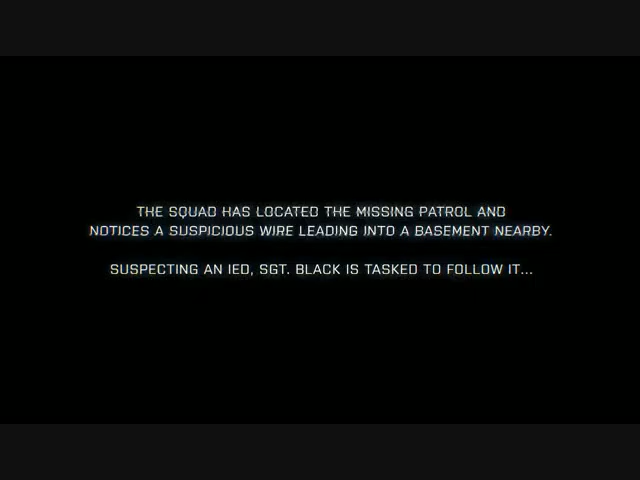 THE SQUAD HAS LOCATED THE MISSING PATROL AND
NOTICES A SUSPICIOUS WIRE LEADING INTO A BASEMENT NEARBY.
SUSPECTING AN IED, SGT. BLACK IS TASKED TO FOLLOW IT...